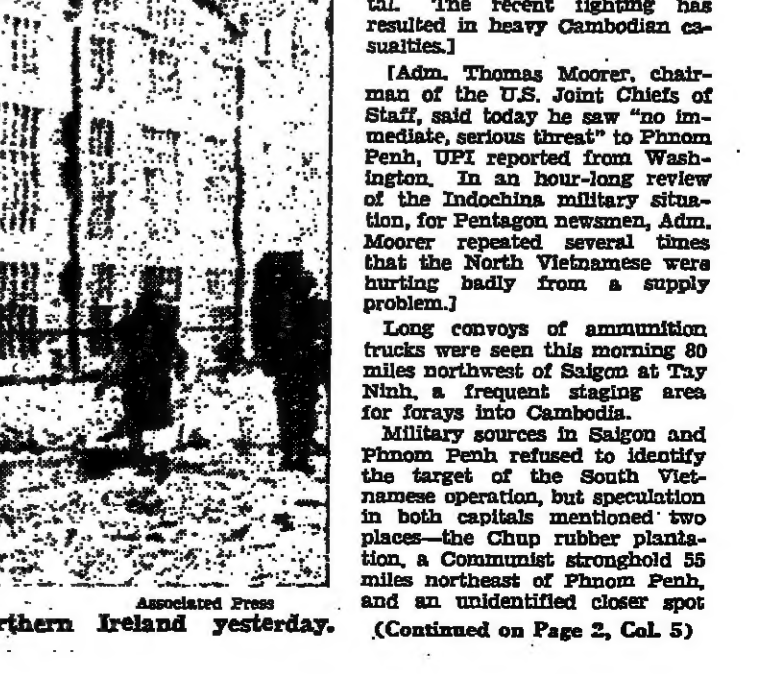 tal. The recent fighting has
resulted in heavy Cambodian ca-
sualties.]
[Adm. Thomas Moorer, chair-
man of the U.S. Joint Chiefs of
Staff, said today he saw "no im-
mediate, serious threat" to Phnom
Penh, UPI reported from Wash-
ington. In an hour-long review
of the Indochina military situa-
tion, for Pentagon newsmen, Adm.
Moorer repeated several times
that the North Vietnamese were
hurting badly from a supply
problem.]
Long convoys of ammunition
trucks were seen this morning 80
miles northwest of Saigon at Tay
Ninh, a frequent staging area
for forays into Cambodia.
Military sources in Saigon and
Phnom Penh refused to identify
the target of the South Viet-
namese operation, but speculation
in both capitals mentioned two
places—the Chup rubber planta-
tion, a Communist stronghold 55
miles northeast of Phnom Penh,
and an unidentified closer spot
(Continued on Page 2, Col. 5)
Associated Press
rthern Ireland yesterday.